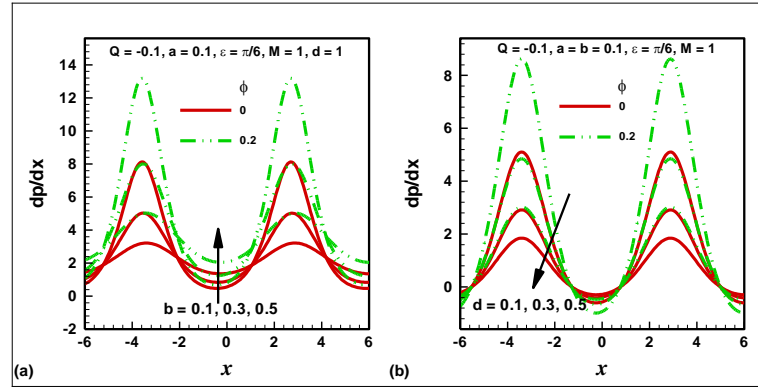 Q = -0.1, a = 0.1, ε = π/6, M = 1, d = 1
ϕ
0
0.2
b = 0.1, 0.3, 0.5
dp/dx
14
12
10
8
6
4
2
0
-2
-6 -4 -2 0 2 4 6
x
(a)
Q = -0.1, a = b = 0.1, ε = π/6, M = 1
ϕ
0
0.2
d = 0.1, 0.3, 0.5
dp/dx
8
6
4
2
0
-6 -4 -2 0 2 4 6
x
(b)